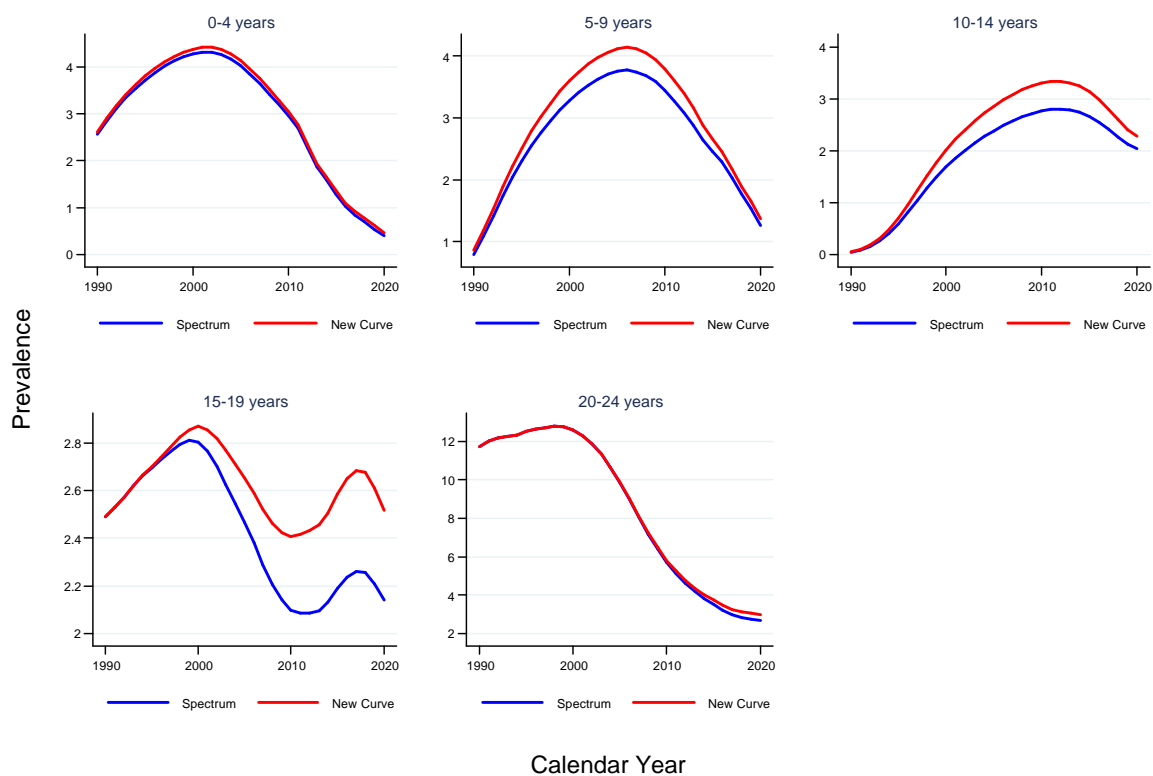 0-4 years
5-9 years
10-14 years
4
3
2
1
0
1990 2000 2010 2020
Spectrum New Curve
4
3
2
1
1990 2000 2010 2020
Spectrum New Curve
4
3
2
1
0
1990 2000 2010 2020
Spectrum New Curve
Prevalence
15-19 years
20-24 years
2.8
2.6
2.4
2.2
2
1990 2000 2010 2020
Spectrum New Curve
12
10
8
6
4
2
1990 2000 2010 2020
Spectrum New Curve
Calendar Year